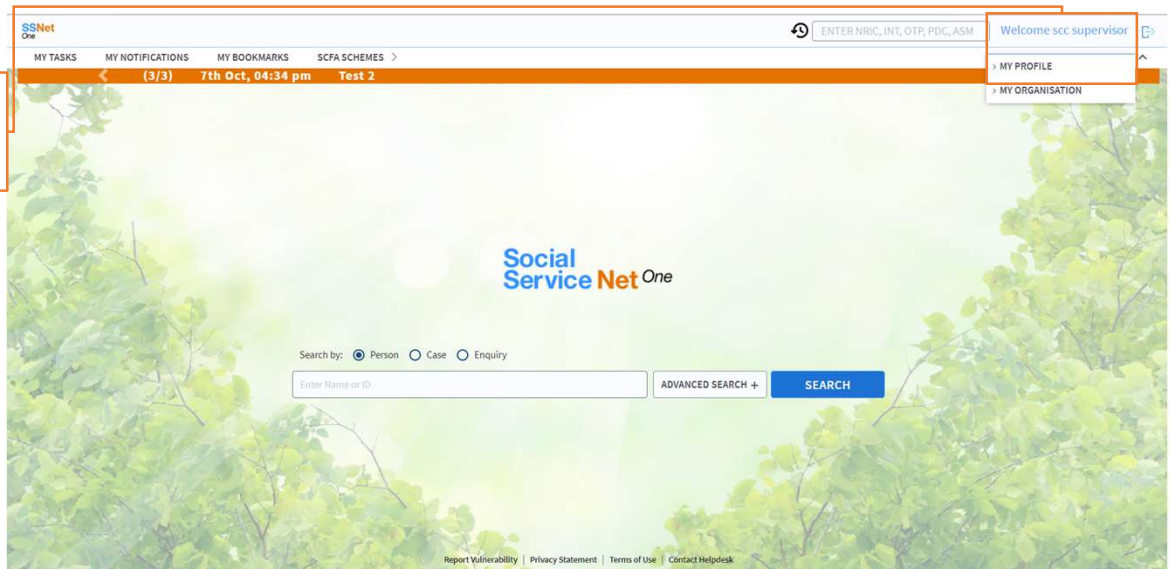 SSNet
One
ENTER NRIC, INT, OTP, PDC, ASM
Welcome scc supervisor
MY TASKS MY NOTIFICATIONS MY BOOKMARKS SCFA SCHEMES >
> MY PROFILE
(3/3) 7th Oct, 04:34 pm Test 2
> MY ORGANISATION
Social
Service Net One
Search by: Person Case Enquiry
Enter Name or ID
ADVANCED SEARCH +
SEARCH
Report Vulnerability | Privacy Statement | Terms of Use | Contact Helpdesk